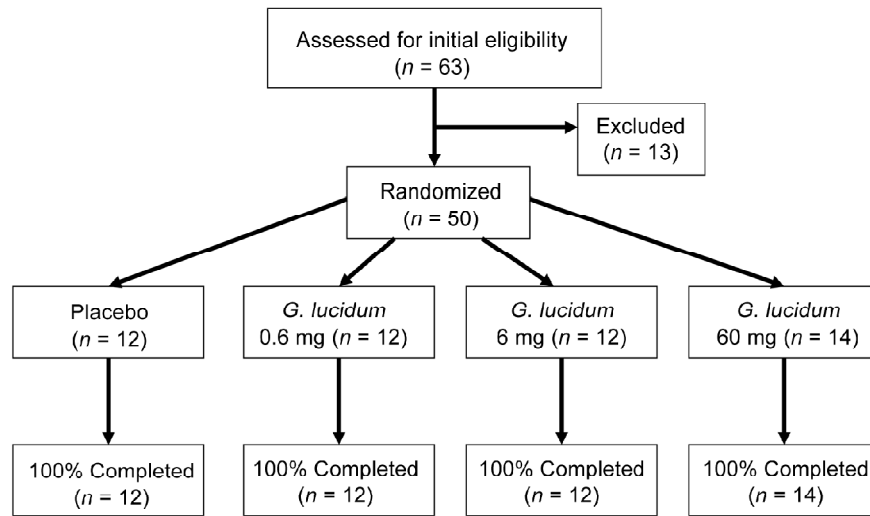 Assessed for initial eligibility
(n = 63)
Excluded
(n = 13)
Randomized
(n = 50)
Placebo
(n = 12)
G. lucidum
0.6 mg (n = 12)
G. lucidum
6 mg (n = 12)
G. lucidum
60 mg (n = 14)
100% Completed
(n = 12)
100% Completed
(n = 12)
100% Completed
(n = 12)
100% Completed
(n = 14)